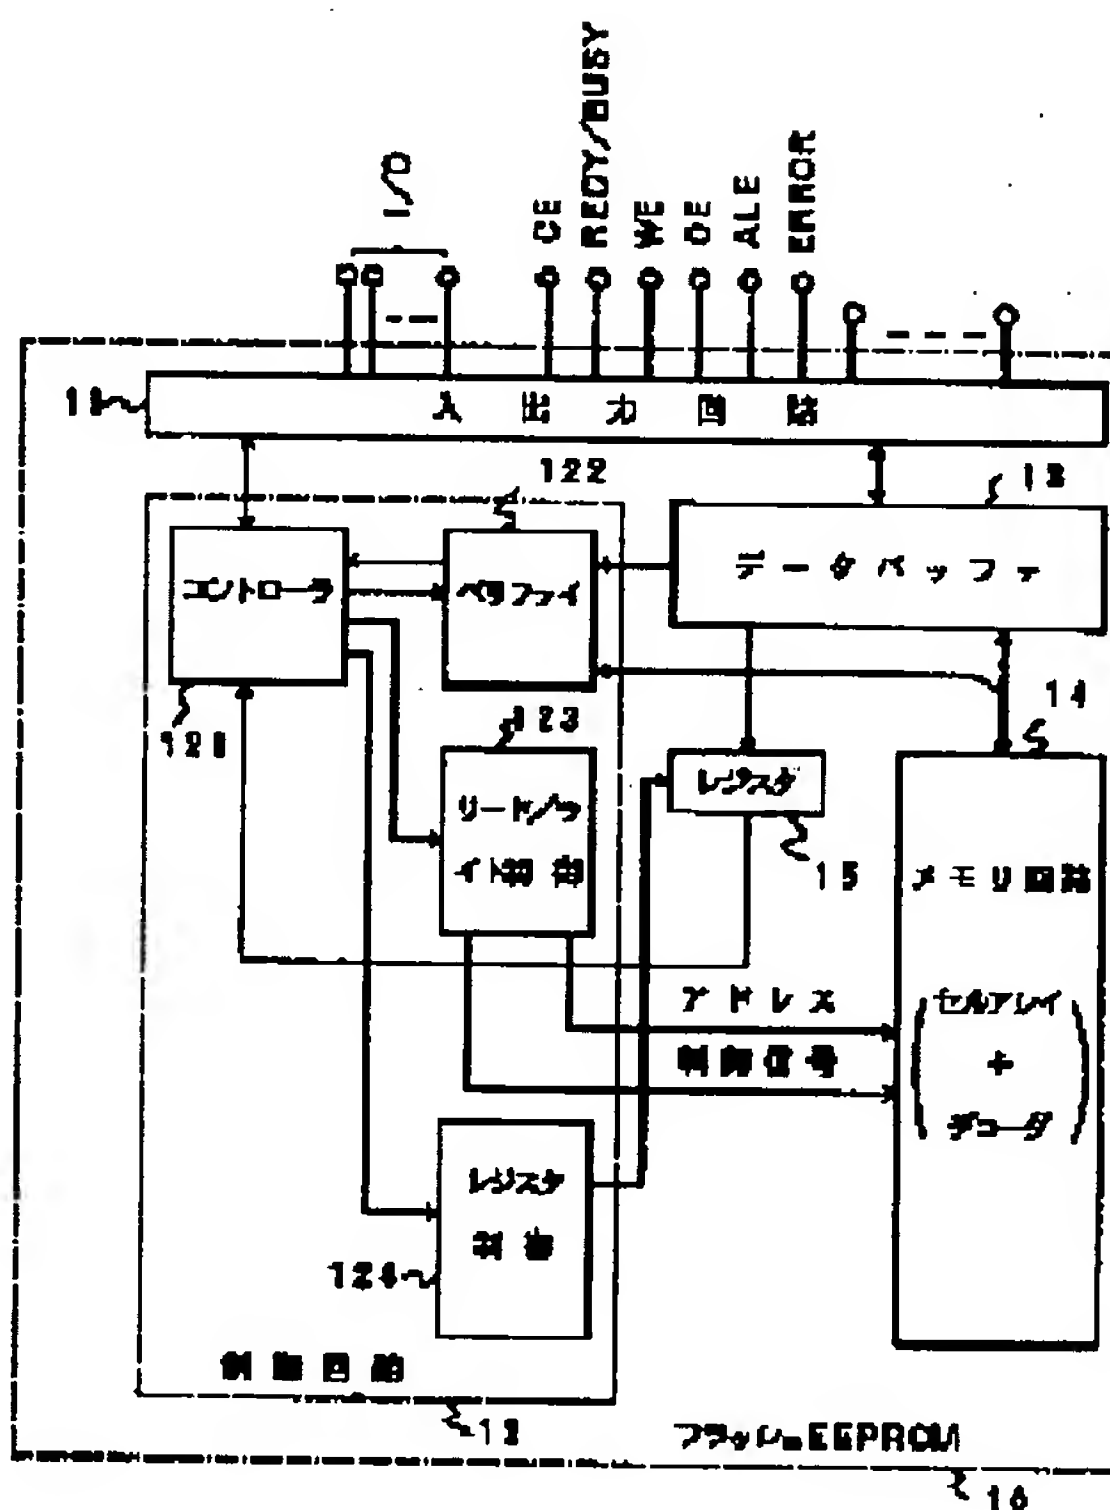 I/O
CE
REDY/BUSY
WE
OE
ALE
ERROR
11
入出力回路
122
13
コントローラ
ベリファイ
データバッファ
14
121
123
リード/ラ
イト制御
レジスタ
15
メモリ回路
アドレス
制御信号
(セルアレイ
+
デコーダ)
レジスタ
制御
124
制御回路
12
フラッシュEEPROM